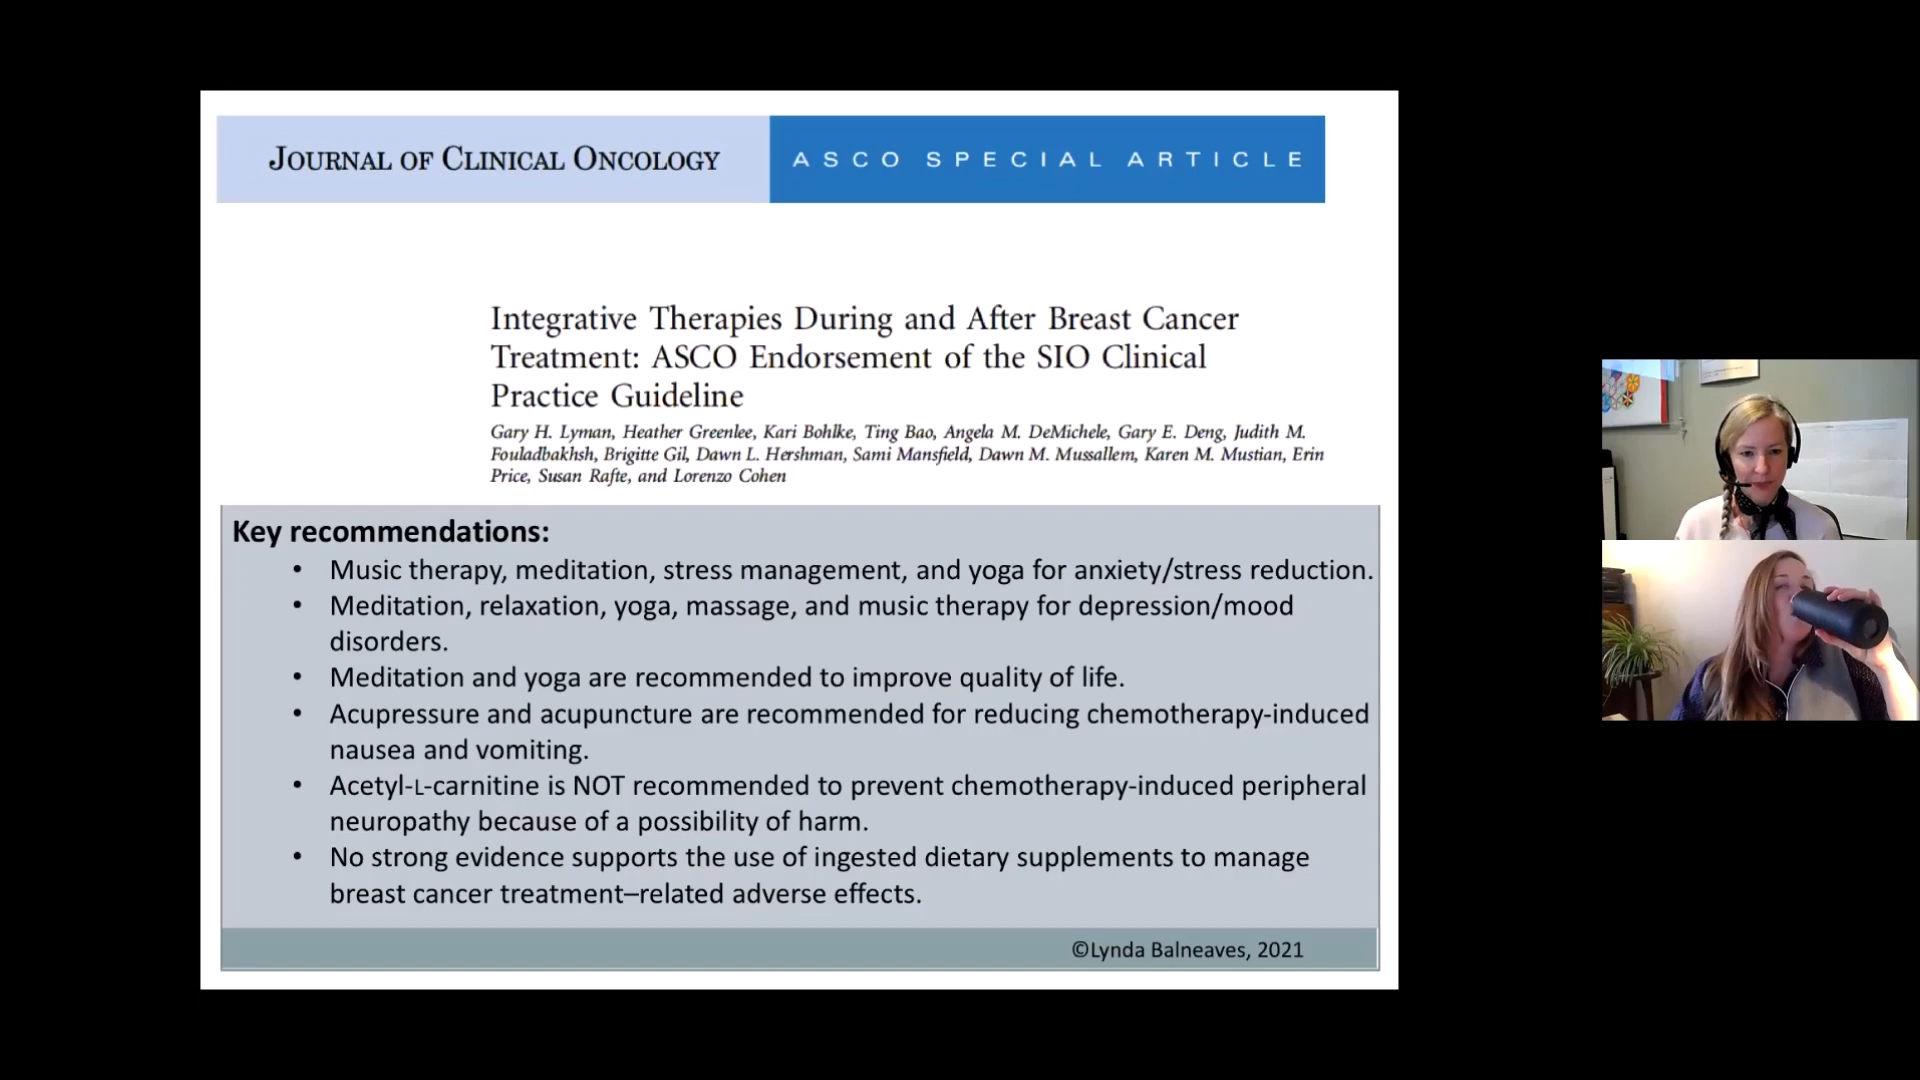 JOURNAL OF CLINICAL ONCOLOGY
ASCO SPECIAL ARTICLE
Integrative Therapies During and After Breast Cancer
Treatment: ASCO Endorsement of the SIO Clinical
Practice Guideline
Gary H. Lyman, Heather Greenlee, Kari Bohlke, Ting Bao, Angela M. DeMichele, Gary E. Deng, Judith M.
Fouladbakhsh, Brigitte Gil, Dawn L. Hershman, Sami Mansfield, Dawn M. Mussallem, Karen M. Mustian, Erin
Price, Susan Rafte, and Lorenzo Cohen
Key recommendations:
• Music therapy, meditation, stress management, and yoga for anxiety/stress reduction.
• Meditation, relaxation, yoga, massage, and music therapy for depression/mood
disorders.
• Meditation and yoga are recommended to improve quality of life.
• Acupressure and acupuncture are recommended for reducing chemotherapy-induced
nausea and vomiting.
• Acetyl-L-carnitine is NOT recommended to prevent chemotherapy-induced peripheral
neuropathy because of a possibility of harm.
• No strong evidence supports the use of ingested dietary supplements to manage
breast cancer treatment–related adverse effects.
©Lynda Balneaves, 2021